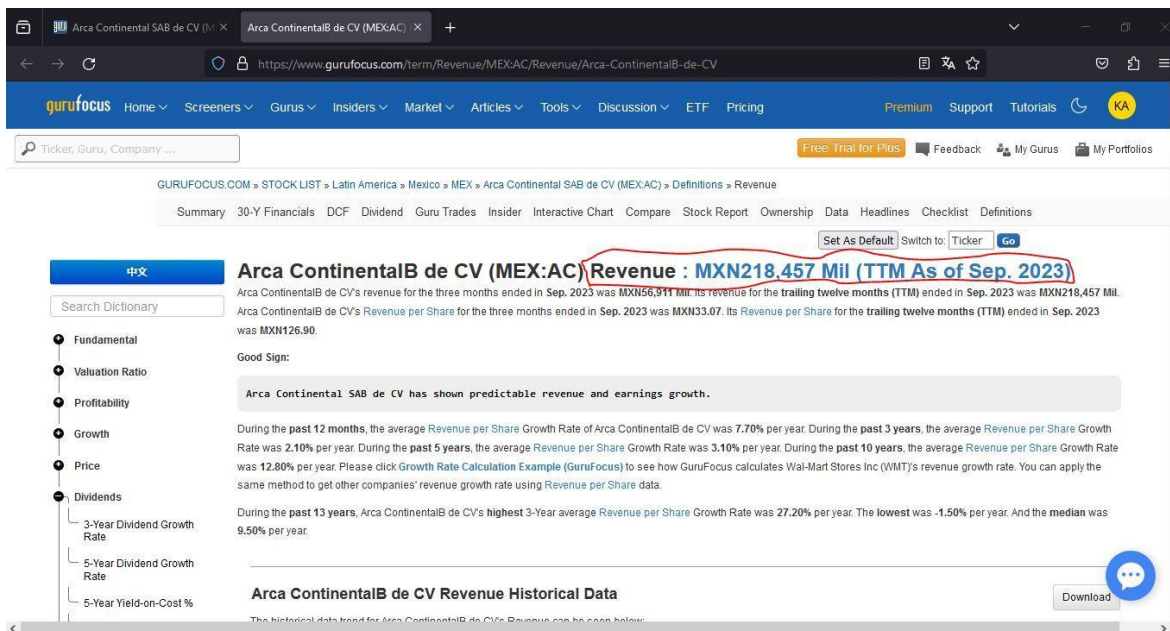 Arca Continental SAB de CV (M
Arca ContinentalB de CV (MEX:AC)
https://www.gurufocus.com/term/Revenue/MEX:AC/Revenue/Arca-ContinentalB-de-CV
gurufocus Home Screeners Gurus Insiders Market Articles Tools Discussion ETF Pricing Premium Support Tutorials KA
Ticker, Guru, Company ... Free Trial for Plus Feedback My Gurus My Portfolios
GURUFOCUS.COM » STOCK LIST » Latin America » Mexico » MEX » Arca Continental SAB de CV (MEX:AC) » Definitions » Revenue
Summary 30-Y Financials DCF Dividend Guru Trades Insider Interactive Chart Compare Stock Report Ownership Data Headlines Checklist Definitions
Set As Default Switch to: Ticker Go
中文
Search Dictionary
Fundamental
Valuation Ratio
Profitability
Growth
Price
Dividends
3-Year Dividend Growth
Rate
5-Year Dividend Growth
Rate
5-Year Yield-on-Cost %
Arca ContinentalB de CV (MEX:AC) Revenue : MXN218,457 Mil (TTM As of Sep. 2023)
Arca ContinentalB de CV's revenue for the three months ended in Sep. 2023 was MXN56,911 Mil. Its revenue for the trailing twelve months (TTM) ended in Sep. 2023 was MXN218,457 Mil.
Arca ContinentalB de CV's Revenue per Share for the three months ended in Sep. 2023 was MXN33.07. Its Revenue per Share for the trailing twelve months (TTM) ended in Sep. 2023
was MXN126.90.
Good Sign:
Arca Continental SAB de CV has shown predictable revenue and earnings growth.
During the past 12 months, the average Revenue per Share Growth Rate of Arca ContinentalB de CV was 7.70% per year. During the past 3 years, the average Revenue per Share Growth
Rate was 2.10% per year. During the past 5 years, the average Revenue per Share Growth Rate was 3.10% per year. During the past 10 years, the average Revenue per Share Growth Rate
was 12.80% per year. Please click Growth Rate Calculation Example (GuruFocus) to see how GuruFocus calculates Wal-Mart Stores Inc (WMT)'s revenue growth rate. You can apply the
same method to get other companies' revenue growth rate using Revenue per Share data.
During the past 13 years, Arca ContinentalB de CV's highest 3-Year average Revenue per Share Growth Rate was 27.20% per year. The lowest was -1.50% per year. And the median was
9.50% per year.
Arca ContinentalB de CV Revenue Historical Data
Download
The historical data trend for Arca ContinentalB de CV's Revenue can be seen below: